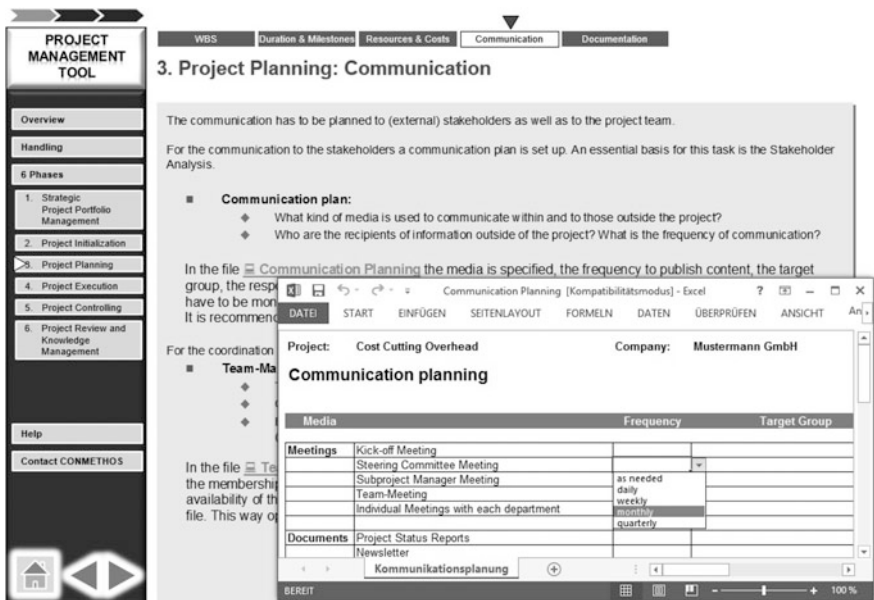 PROJECT
MANAGEMENT
TOOL
Overview
Handling
6 Phases
1. Strategic
Project Portfolio
Management
2. Project Initialization
3. Project Planning
4. Project Execution
5. Project Controlling
6. Project Review and
Knowledge
Management
Help
Contact CONMETHOS
WBS Duration & Milestones Resources & Costs Communication Documentation
3. Project Planning: Communication
The communication has to be planned to (external) stakeholders as well as to the project team.
For the communication to the stakeholders a communication plan is set up. An essential basis for this task is the Stakeholder
Analysis.
Communication plan:
What kind of media is used to communicate within and to those outside the project?
Who are the recipients of information outside of the project? What is the frequency of communication?
In the file Communication Planning the media is specified, the frequency to publish content, the target
group, the
have to be
It is
For the coordination
In the file
the
availability of
file. This way
Communication Planning [Kompatibilitätsmodus] - Excel
DATEI START EINFÜGEN SEITENLAYOUT FORMELN DATEN ÜBERPRÜFEN ANSICHT
Project: Cost Cutting Overhead Company: Mustermann GmbH
Communication planning
Media Frequency Target Group
Meetings Kick-off Meeting
Steering Committee Meeting
Subproject Manager Meeting
Team-Meeting
Individual Meetings with each department
as needed
daily
weekly
monthly
quarterly
Documents Project Status Reports
Newsletter
Kommunikationsplanung
BEREIT 100 %